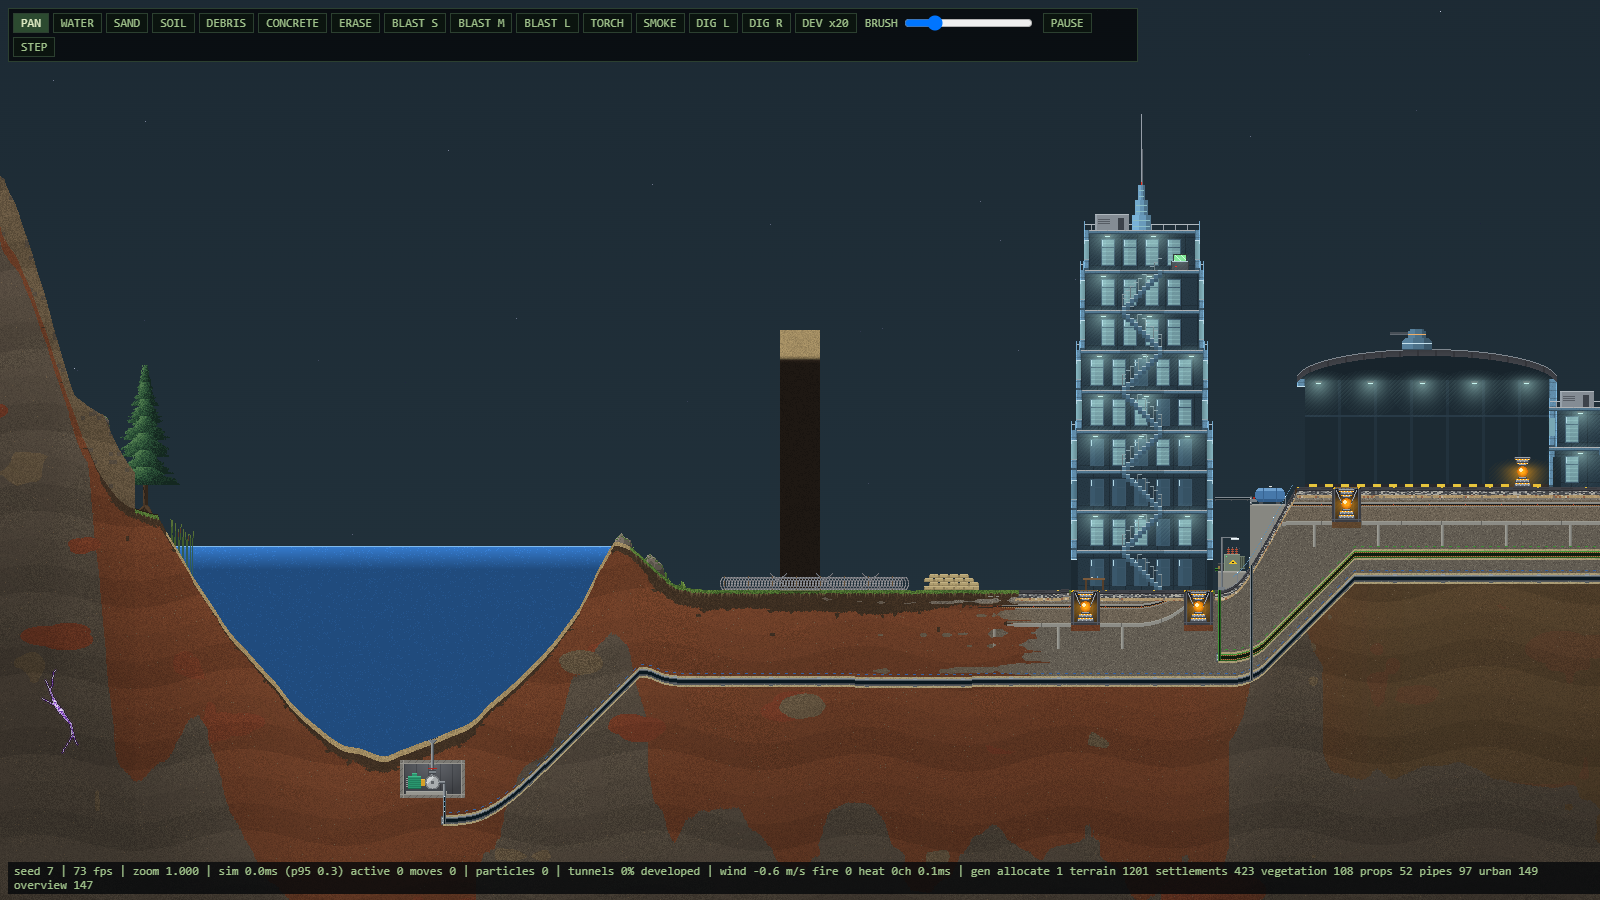 PAN WATER SAND SOIL DEBRIS CONCRETE ERASE BLAST S BLAST M BLAST L TORCH SMOKE DIG L DIG R DEV x20 BRUSH PAUSE
STEP
seed 7 | 73 fps | zoom 1.000 | sim 0.0ms (p95 0.3) active 0 moves 0 | particles 0 | tunnels 0% developed | wind -0.6 m/s fire 0 heat 0ch 0.1ms | gen allocate 1 terrain 1201 settlements 423 vegetation 108 props 52 pipes 97 urban 149
overview 147